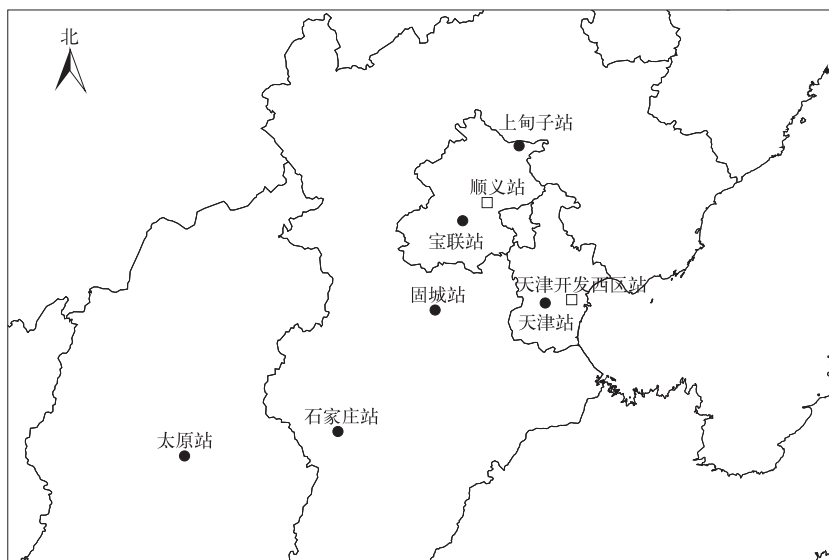 北
上甸子站
顺义站
宝联站
天津开发西区站
固城站
天津站
石家庄站
太原站